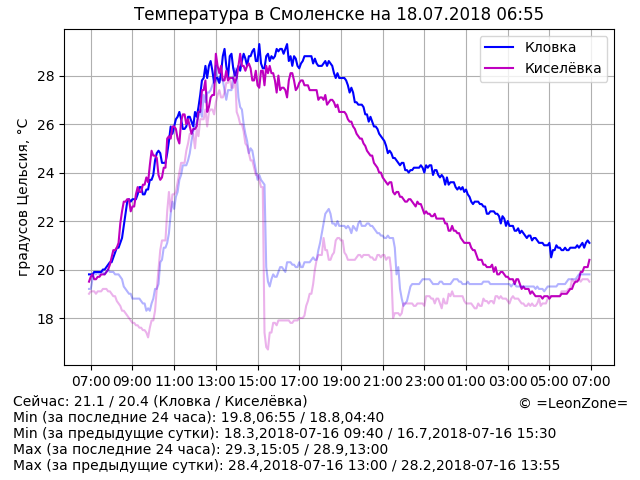 Температура в Смоленске на 18.07.2018 06:55
Кловка
Киселёвка
градусов Цельсия, °C
28
26
24
22
20
18
07:00 09:00 11:00 13:00 15:00 17:00 19:00 21:00 23:00 01:00 03:00 05:00 07:00
Сейчас: 21.1 / 20.4 (Кловка / Киселёвка)
© =LeonZone=
Min (за последние 24 часа): 19.8,06:55 / 18.8,04:40
Min (за предыдущие сутки): 18.3,2018-07-16 09:40 / 16.7,2018-07-16 15:30
Max (за последние 24 часа): 29.3,15:05 / 28.9,13:00
Max (за предыдущие сутки): 28.4,2018-07-16 13:00 / 28.2,2018-07-16 13:55